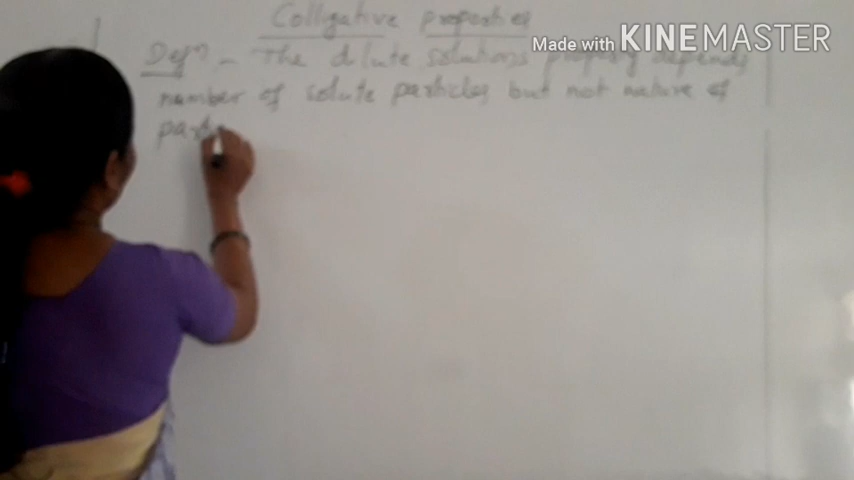 Colligative properties
Made with KINEMASTER
Defn - The dilute solutions property depends
number of solute particles but not nature of
part